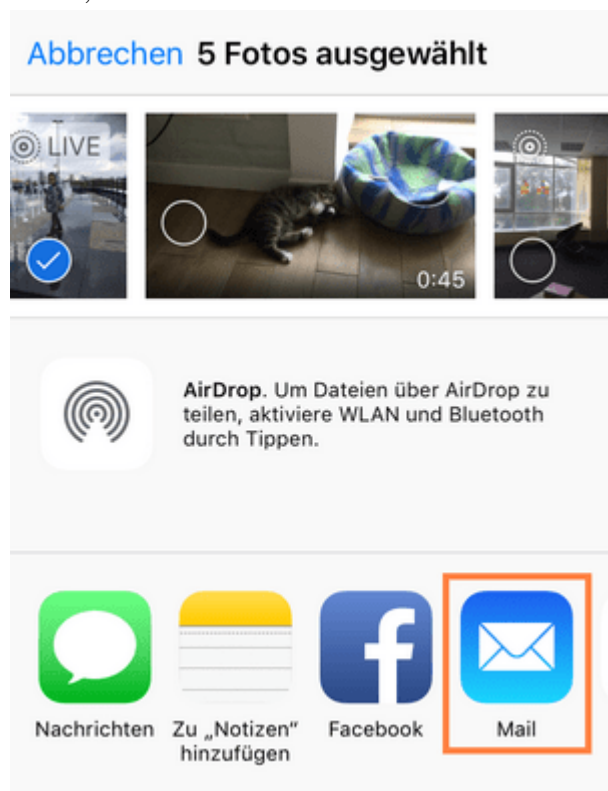 Abbrechen 5 Fotos ausgewählt
LIVE
0:45
AirDrop. Um Dateien über AirDrop zu
teilen, aktiviere WLAN und Bluetooth
durch Tippen.
Nachrichten
Zu „Notizen“
hinzufügen
Facebook
Mail